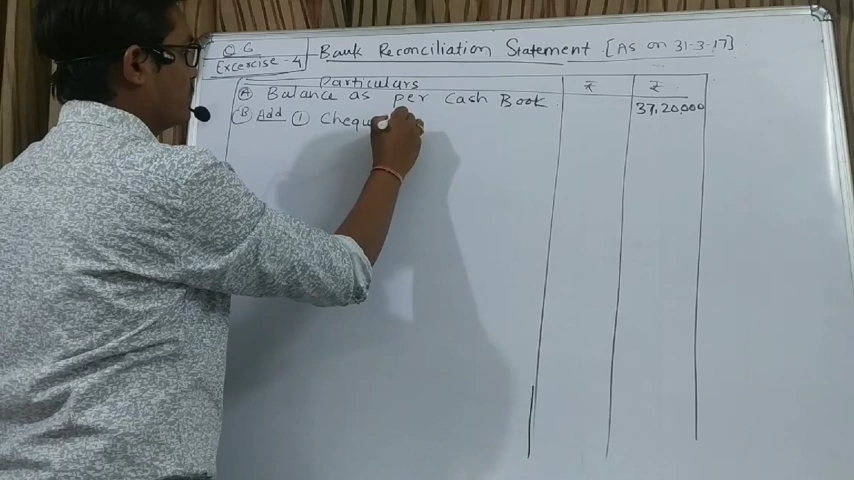 Q.6
Excercise - 4
Bank Reconciliation Statement [As on 31-3-17]
Particulars ₹ ₹
(A) Balance as per Cash Book 37,20,000
(B) Add (1) Chequ